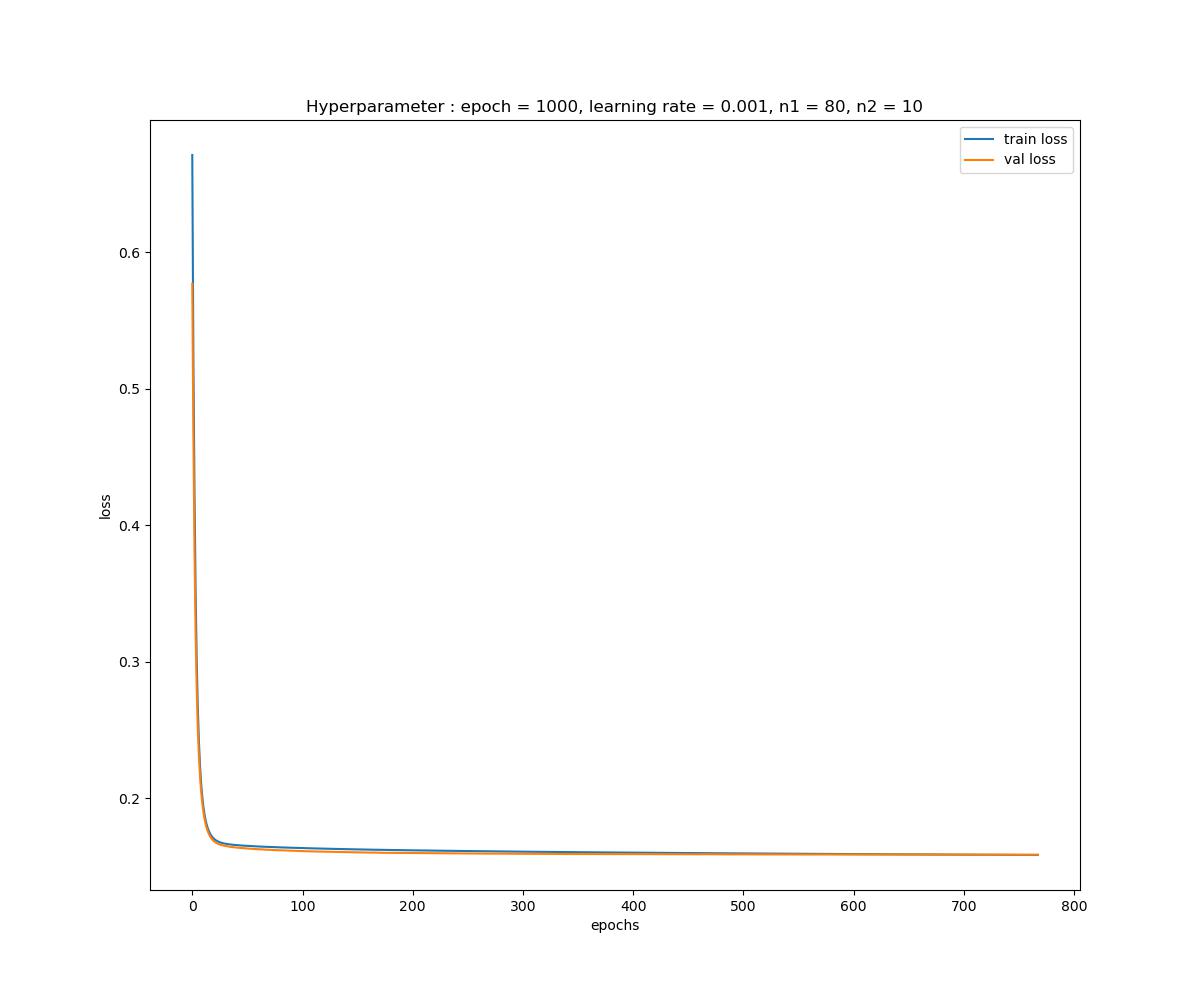 Hyperparameter : epoch = 1000, learning rate = 0.001, n1 = 80, n2 = 10
train loss
val loss
0.6
0.5
0.4
0.3
0.2
loss
0 100 200 300 400 500 600 700 800
epochs